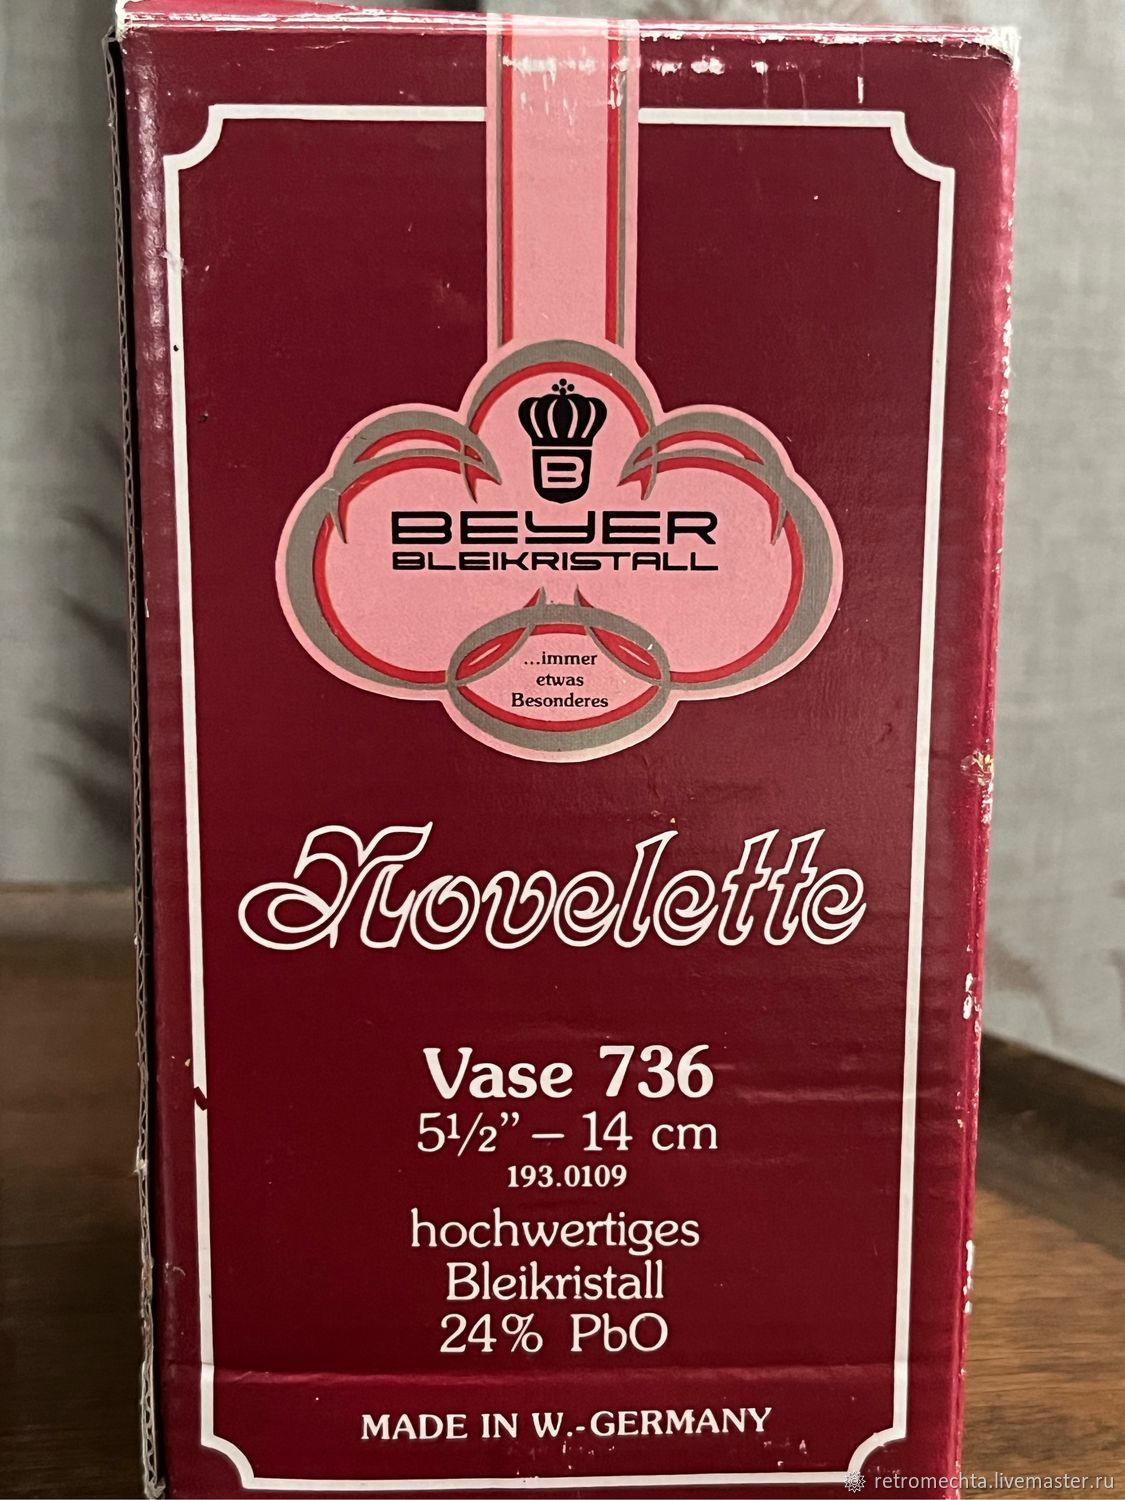 B
BEYER
BLEIKRISTALL
...immer
etwas
Besonderes
Novelette
Vase 736
5½” – 14 cm
193.0109
hochwertiges
Bleikristall
24% PbO
MADE IN W.-GERMANY
retromechta.livemaster.ru